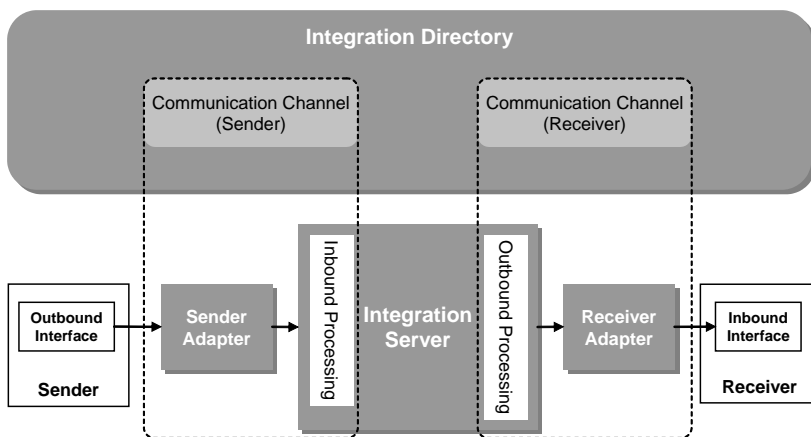 Integration Directory
Communication Channel
(Sender)
Communication Channel
(Receiver)
Outbound
Interface
Sender
Sender
Adapter
Inbound Processing
Integration
Server
Outbound Processing
Receiver
Adapter
Inbound
Interface
Receiver